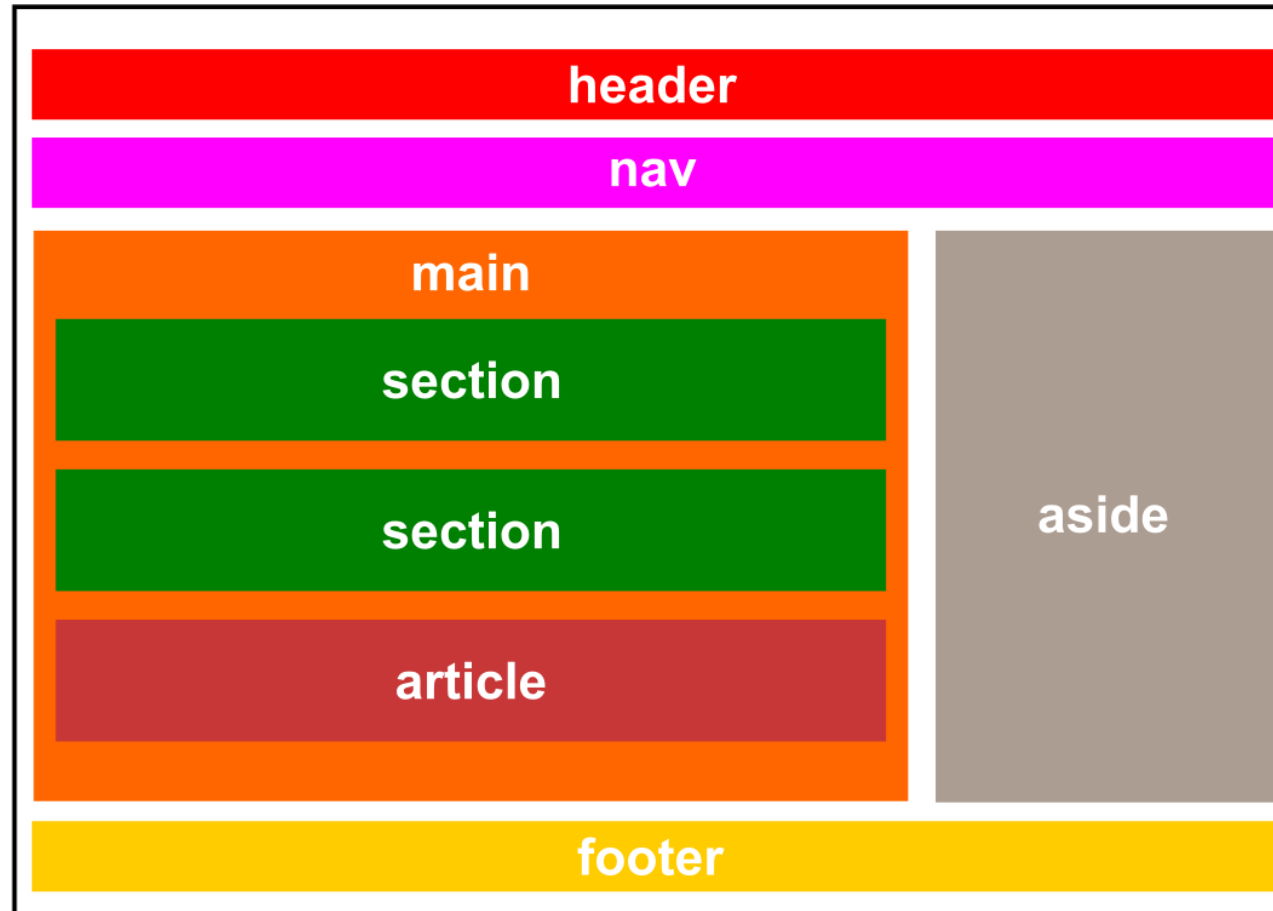 header
nav
main
section
section
article
aside
footer